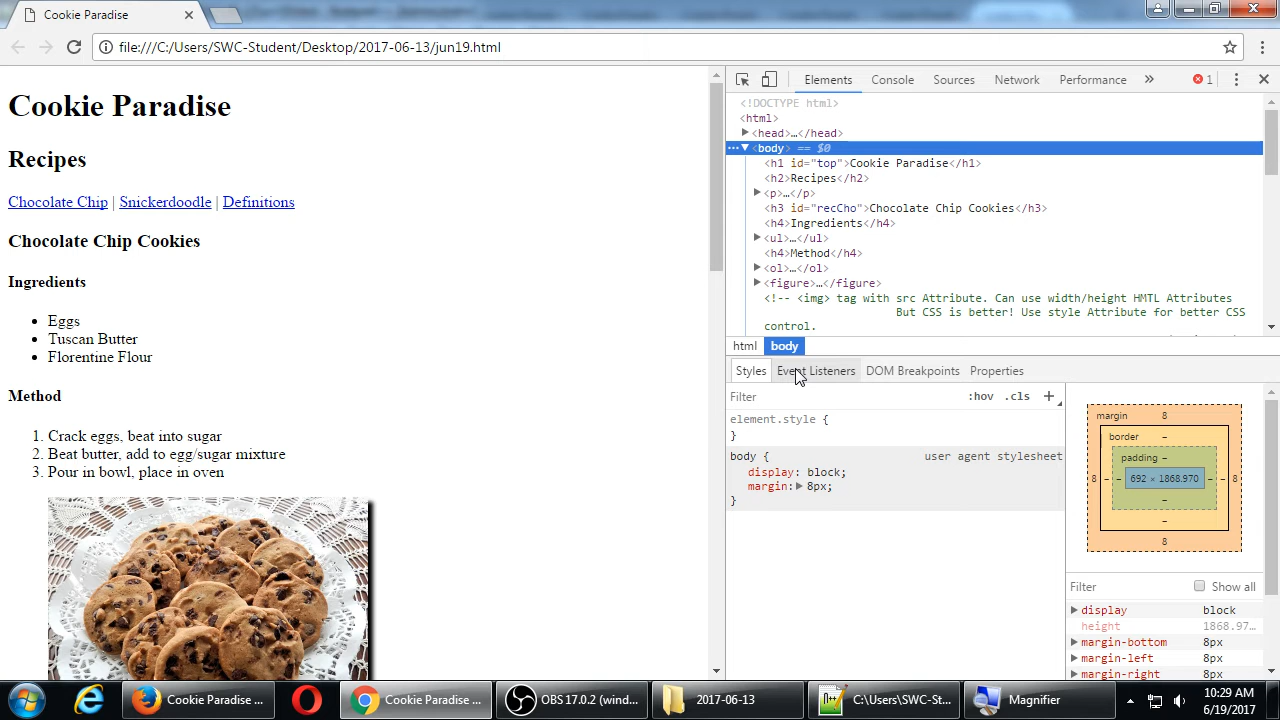 Cookie Paradise
file:///C:/Users/SWC-Student/Desktop/2017-06-13/jun19.html
Cookie Paradise
Recipes
Chocolate Chip | Snickerdoodle | Definitions
Chocolate Chip Cookies
Ingredients
Eggs
Tuscan Butter
Florentine Flour
Method
1. Crack eggs, beat into sugar
2. Beat butter, add to egg/sugar mixture
3. Pour in bowl, place in oven
Elements Console Sources Network Performance » 1
<!DOCTYPE html>
<html>
<head>…</head>
<body> == $0
<h1 id="top">Cookie Paradise</h1>
<h2>Recipes</h2>
<p>…</p>
<h3 id="recCho">Chocolate Chip Cookies</h3>
<h4>Ingredients</h4>
<ul>…</ul>
<h4>Method</h4>
<ol>…</ol>
<figure>…</figure>
<!-- <img> tag with src Attribute. Can use width/height HMTL Attributes
But CSS is better! Use style Attribute for better CSS
control.
html body
Styles Event Listeners DOM Breakpoints Properties
Filter :hov .cls +
element.style {
}
body { user agent stylesheet
display: block;
margin: 8px;
}
margin 8
border –
padding –
8 – – 692 × 1868.970 – – 8
–
–
8
Filter Show all
display block
height 1868.97…
margin-bottom 8px
margin-left 8px
margin-right 8px
Cookie Paradise ... Cookie Paradise ... OBS 17.0.2 (wind... 2017-06-13 C:\Users\SWC-St... Magnifier
10:29 AM
6/19/2017